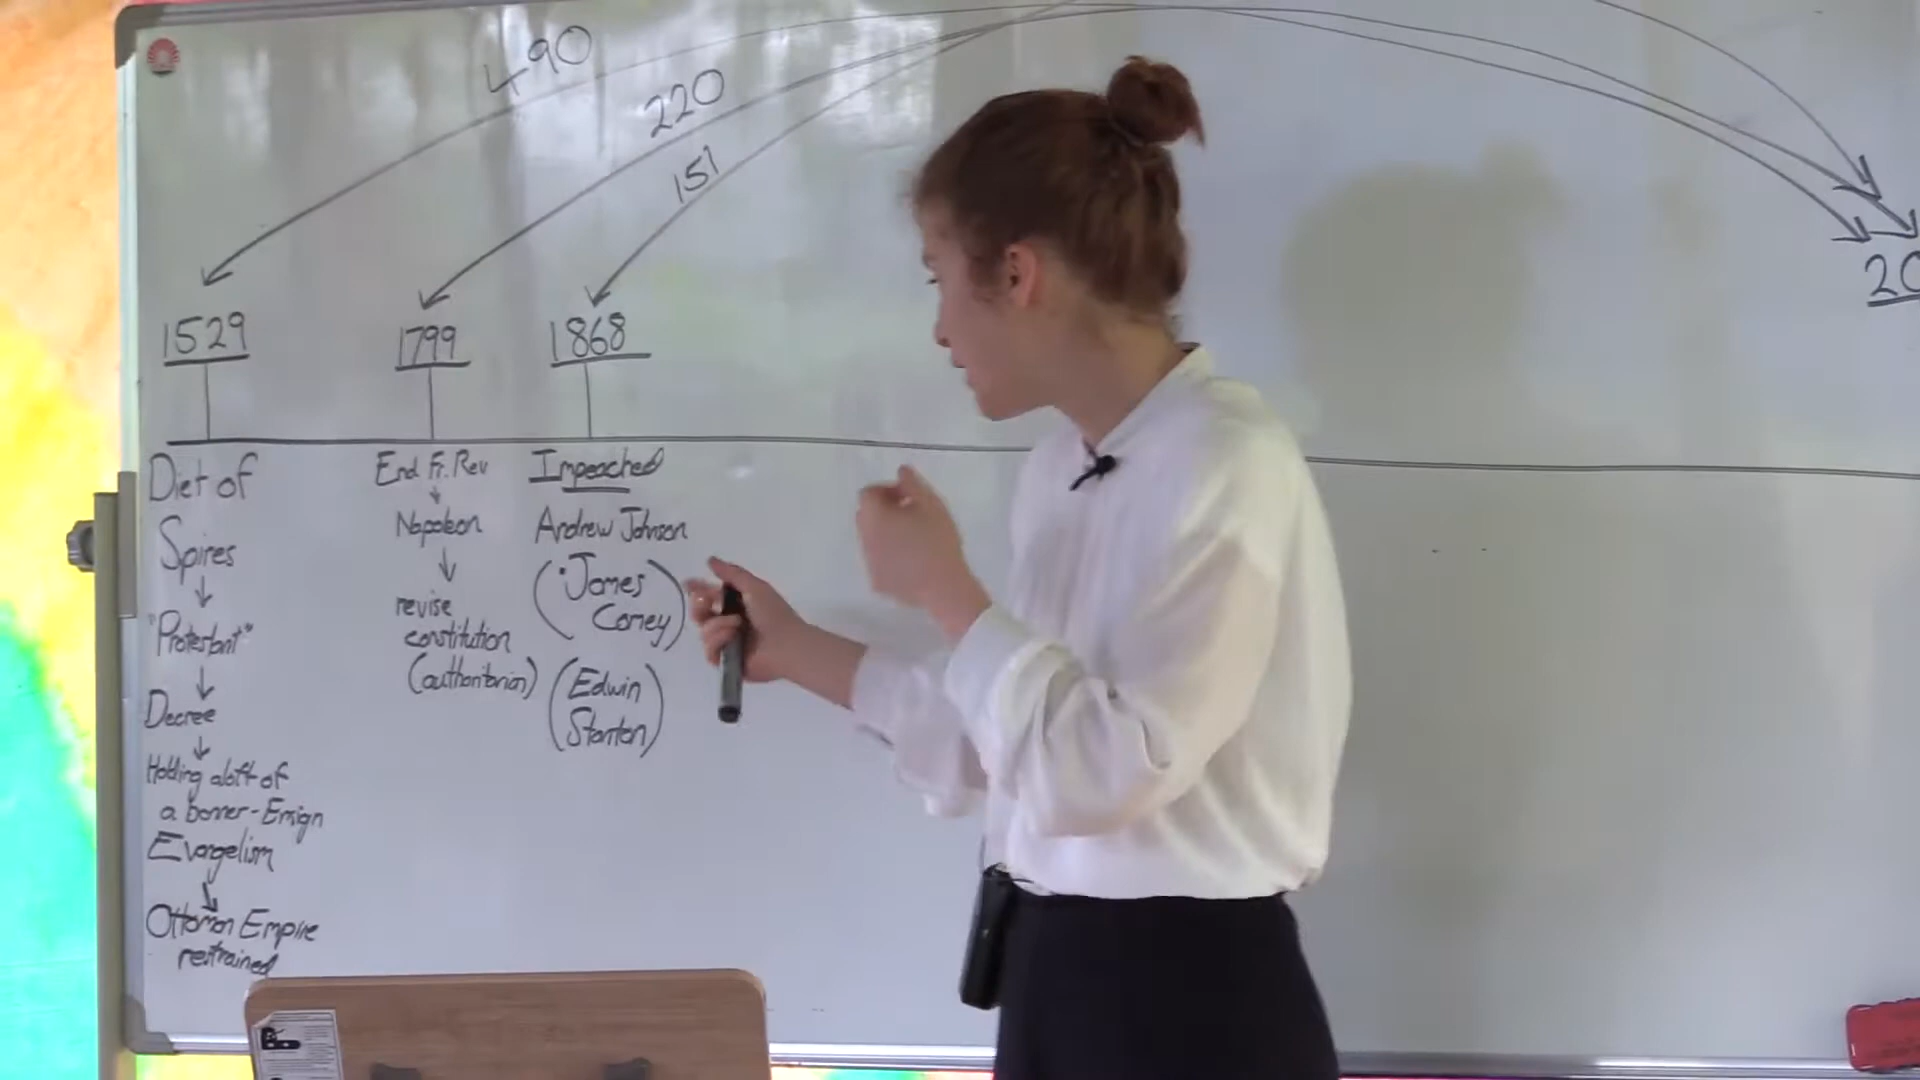 490
220
151
20
1529
1799
1868
Diet of
Spires
"Protestant"
Decree
Holding aloft of
a banner-Ensign
Evangelism
Ottoman Empire
restrained
End Fr. Rev
Napoleon
revise
constitution
(authoritarian)
Impeached
Andrew Johnson
(James
Comey)
(Edwin
Stanton)